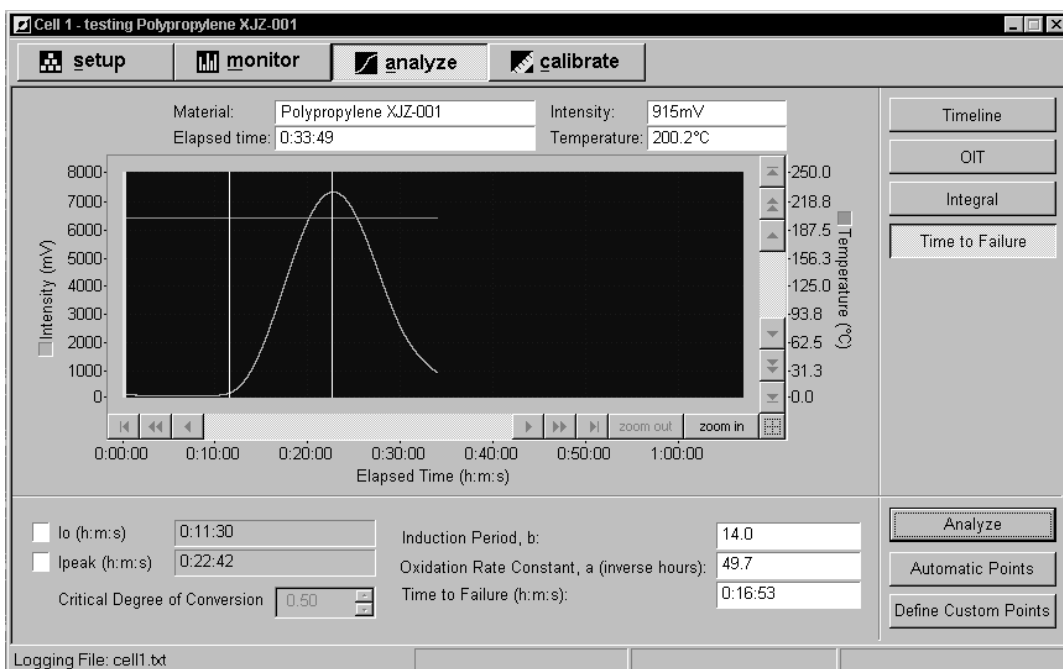 Cell 1 - testing Polypropylene XJZ-001
setup monitor analyze calibrate
Material: Polypropylene XJZ-001 Intensity: 915mV
Elapsed time: 0:33:49 Temperature: 200.2°C
Timeline
OIT
Integral
Time to Failure
8000
7000
6000
5000
4000
3000
2000
1000
0
Intensity (mV)
250.0
218.8
187.5
156.3
125.0
93.8
62.5
31.3
0.0
Temperature (°C)
zoom out zoom in
0:00:00 0:10:00 0:20:00 0:30:00 0:40:00 0:50:00 1:00:00
Elapsed Time (h:m:s)
Io (h:m:s) 0:11:30
Ipeak (h:m:s) 0:22:42
Critical Degree of Conversion 0.50
Induction Period, b: 14.0
Oxidation Rate Constant, a (inverse hours): 49.7
Time to Failure (h:m:s): 0:16:53
Analyze
Automatic Points
Define Custom Points
Logging File: cell1.txt